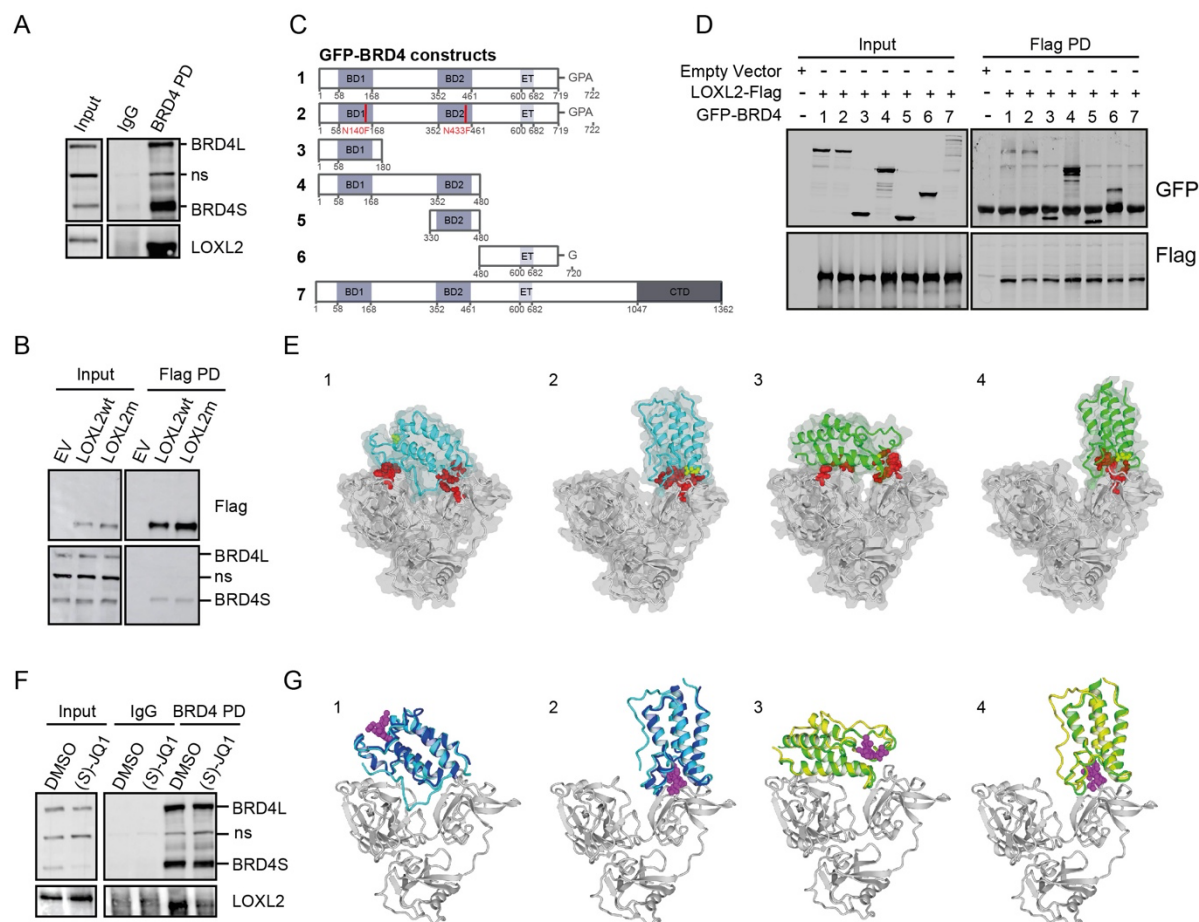 A
Input
IgG
BRD4 PD
BRD4L
ns
BRD4S
LOXL2
B
Input
Flag PD
EV
LOXL2wt
LOXL2m
EV
LOXL2wt
LOXL2m
Flag
BRD4L
ns
BRD4S
C
GFP-BRD4 constructs
1 BD1 BD2 ET GPA
1 58 168 352 461 600 682 719 722
2 BD1 BD2 ET GPA
1 58 N140F 168 352 N433F 461 600 682 719 722
3 BD1
1 58 168 180
4 BD1 BD2
1 58 168 352 480
5 BD2
330 480
6 ET G
480 600 682 720
7 BD1 BD2 ET CTD
1 58 168 352 461 600 682 1047 1362
D
Input Flag PD
Empty Vector + - - - - - - - + - - - - - - -
LOXL2-Flag - + + + + + + + - + + + + + + +
GFP-BRD4 - 1 2 3 4 5 6 7 - 1 2 3 4 5 6 7
GFP
Flag
E
1 2 3 4
F
Input IgG BRD4 PD
DMSO
(S)-JQ1
DMSO
(S)-JQ1
DMSO
(S)-JQ1
BRD4L
ns
BRD4S
LOXL2
G
1 2 3 4